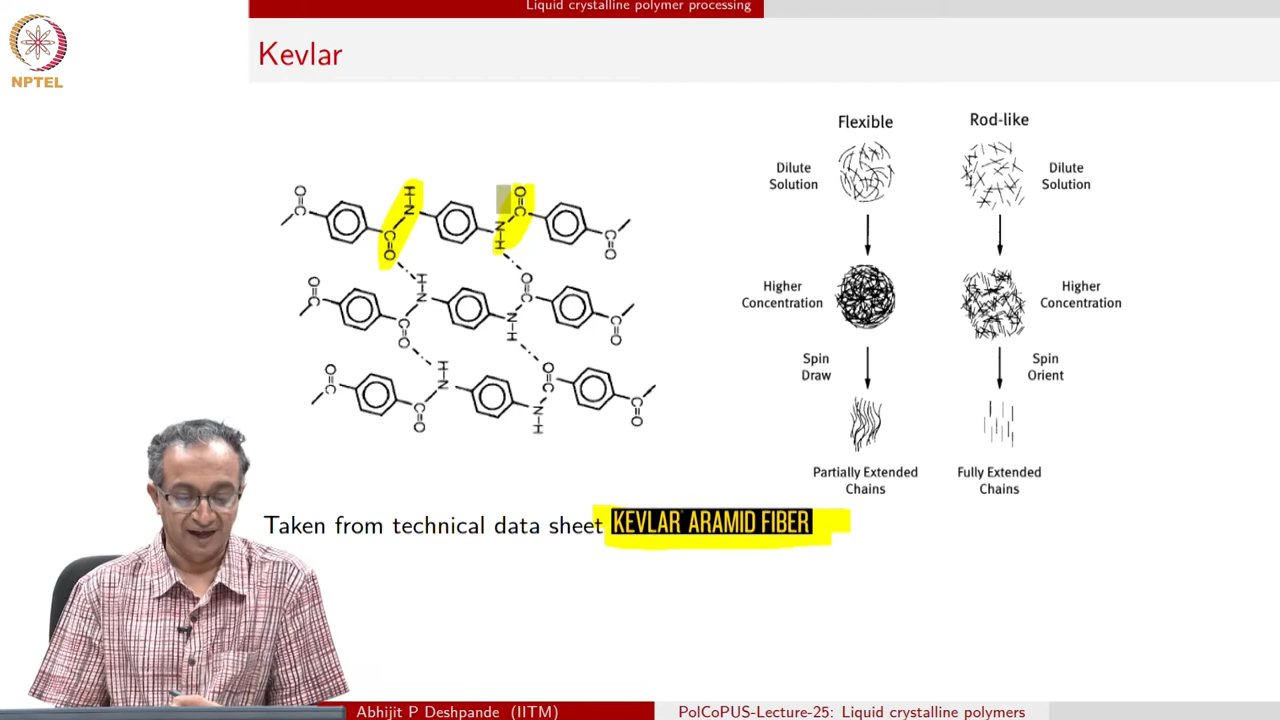 Liquid crystalline polymer processing
NPTEL
Kevlar
Flexible
Rod-like
Dilute
Solution
Dilute
Solution
Higher
Concentration
Higher
Concentration
Spin
Draw
Spin
Orient
Partially Extended
Chains
Fully Extended
Chains
O
C
H
N
C
O
N
H
O
C
C
O
O
C
H
N
C
O
N
H
O
C
C
O
O
C
H
N
C
O
N
H
O
C
C
O
Taken from technical data sheet KEVLAR® ARAMID FIBER
Abhijit P Deshpande (IITM)
PolCoPUS-Lecture-25: Liquid crystalline polymers